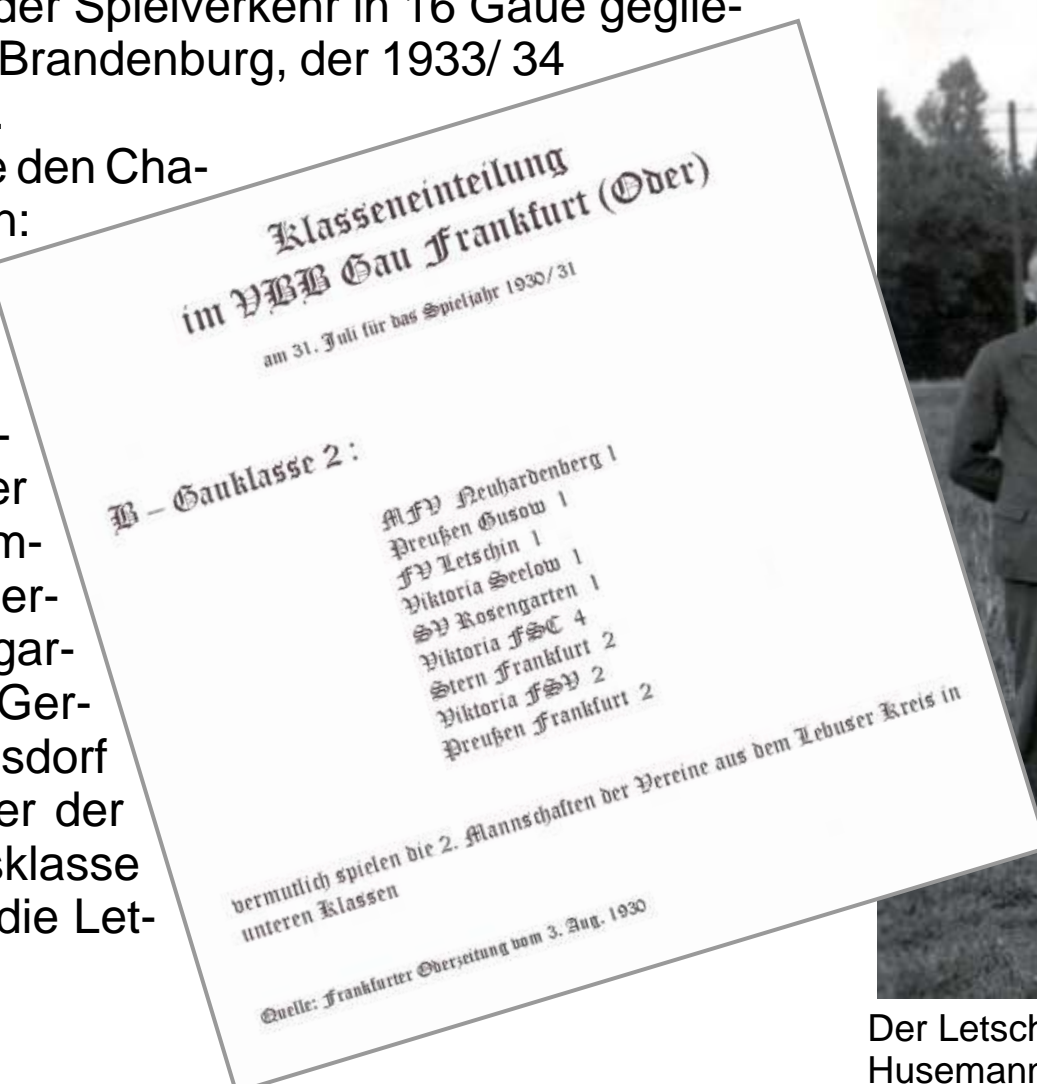 der Spielverkehr in 16 Gaue geglie-
Brandenburg, der 1933/ 34
den Cha-
n:
-
er
m-
er-
gar-
Ger-
sdorf
er der
sklasse
die Let-
Klasseneinteilung
im VBB Gau Frankfurt (Oder)
am 31. Juli für das Spieljahr 1930/31
B – Gauklasse 2 :
MFV Neuhardenberg 1
Preußen Gusow 1
FV Letschin 1
Viktoria Seelow 1
SV Rosengarten 1
Viktoria FSC 4
Stern Frankfurt 2
Viktoria FSV 2
Preußen Frankfurt 2
vermutlich spielen die 2. Mannschaften der Vereine aus dem Lebuser Kreis in
unteren Klassen
Quelle: Frankfurter Oderzeitung vom 3. Aug. 1930
Der Letsch
Husemann